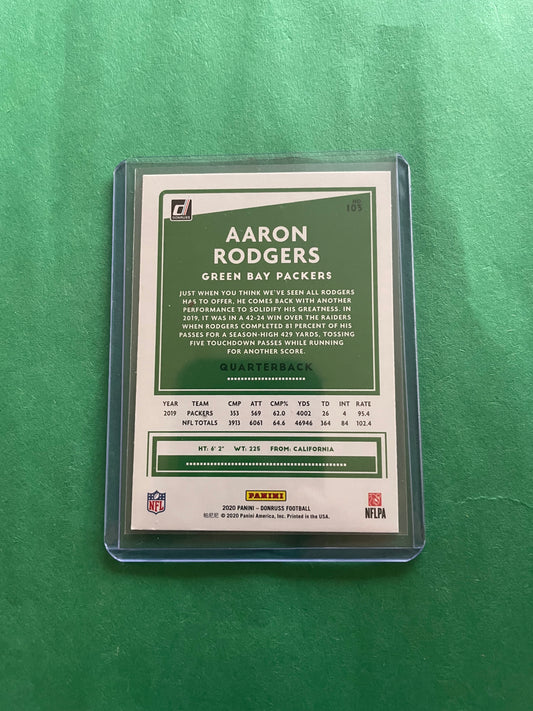 DONRUSS
NO
105
AARON
RODGERS
GREEN BAY PACKERS
JUST WHEN YOU THINK WE'VE SEEN ALL RODGERS
HAS TO OFFER, HE COMES BACK WITH ANOTHER
PERFORMANCE TO SOLIDIFY HIS GREATNESS. IN
2019, IT WAS IN A 42-24 WIN OVER THE RAIDERS
WHEN RODGERS COMPLETED 81 PERCENT OF HIS
PASSES FOR A SEASON-HIGH 429 YARDS, TOSSING
FIVE TOUCHDOWN PASSES WHILE RUNNING
FOR ANOTHER SCORE.
QUARTERBACK
YEAR TEAM CMP ATT CMP% YDS TD INT RATE
2019 PACKERS 353 569 62.0 4002 26 4 95.4
NFL TOTALS 3913 6061 64.6 46946 364 84 102.4
HT: 6' 2" WT: 225 FROM: CALIFORNIA
NFL
PANINI
NFLPA
2020 PANINI – DONRUSS FOOTBALL
帕尼尼 © 2020 Panini America, Inc. Printed in the USA.